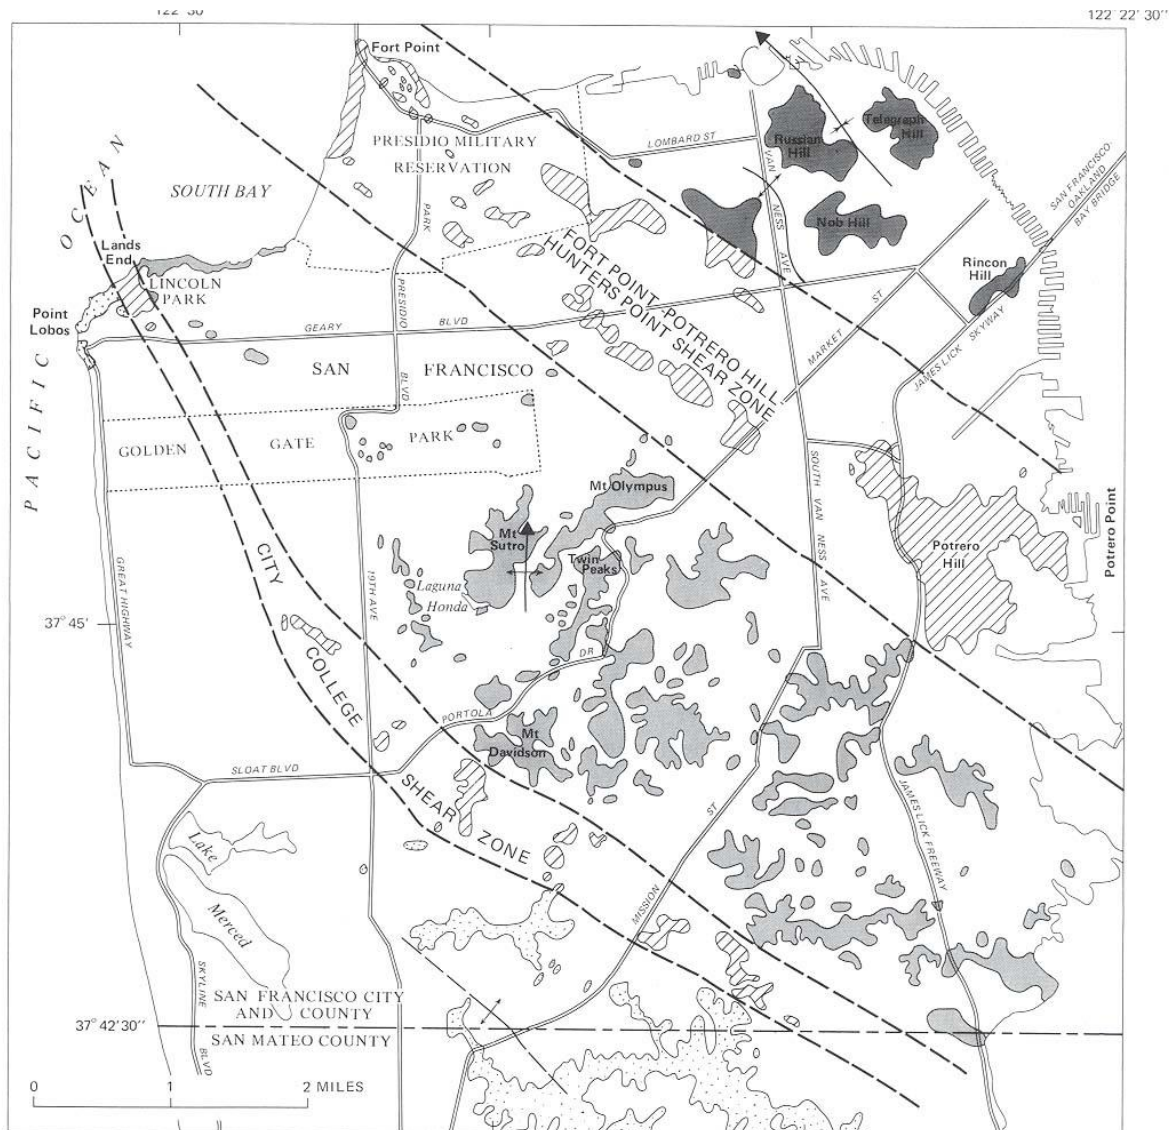 122° 30'
122° 22' 30"
Fort Point
PRESIDIO MILITARY
RESERVATION
LOMBARD ST
Russian
Hill
Telegraph
Hill
VAN
NESS
AVE
Nob Hill
SAN FRANCISCO-
OAKLAND
BAY BRIDGE
Rincon
Hill
SOUTH BAY
PACIFIC
OCEAN
Lands
End
LINCOLN
PARK
Point
Lobos
PARK
PRESIDIO
BLVD
GEARY
BLVD
FORT POINT-POTRERO HILL
HUNTERS POINT SHEAR ZONE
MARKET ST
JAMES LICK SKYWAY
SAN FRANCISCO
GOLDEN GATE PARK
Mt Olympus
Mt
Sutro
Twin
Peaks
Laguna
Honda
SOUTH VAN NESS AVE
Potrero
Hill
Potrero Point
GREAT HIGHWAY
19TH AVE
37° 45'
CITY
COLLEGE
SHEAR ZONE
PORTOLA
DR
Mt
Davidson
SLOAT BLVD
JAMES LICK FREEWAY
MISSION
ST
Lake
Merced
SKYLINE
BLVD
SAN FRANCISCO CITY
AND COUNTY
37° 42' 30"
SAN MATEO COUNTY
0 1 2 MILES